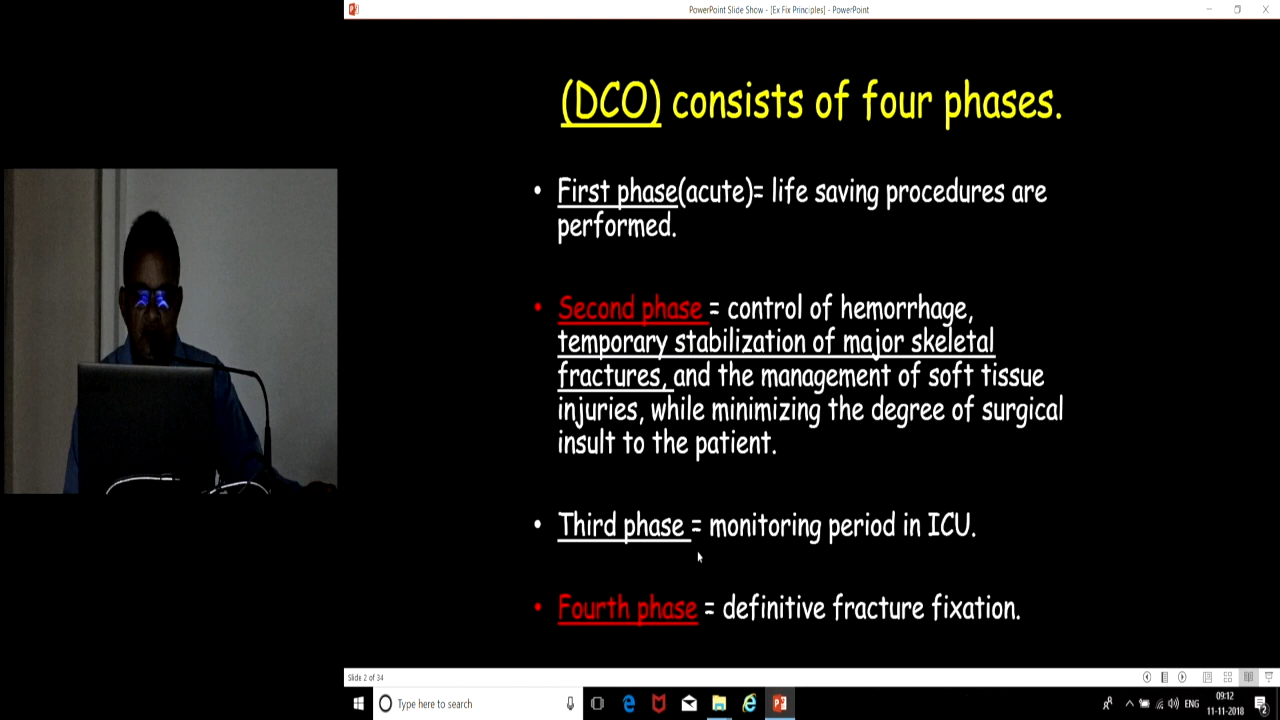 PowerPoint Slide Show - [Ex Fix Principles] - PowerPoint
(DCO) consists of four phases.
• First phase(acute)= life saving procedures are
performed.
• Second phase = control of hemorrhage,
temporary stabilization of major skeletal
fractures, and the management of soft tissue
injuries, while minimizing the degree of surgical
insult to the patient.
• Third phase = monitoring period in ICU.
• Fourth phase = definitive fracture fixation.
Slide 2 of 34
Type here to search
ENG
09:12
11-11-2018
2